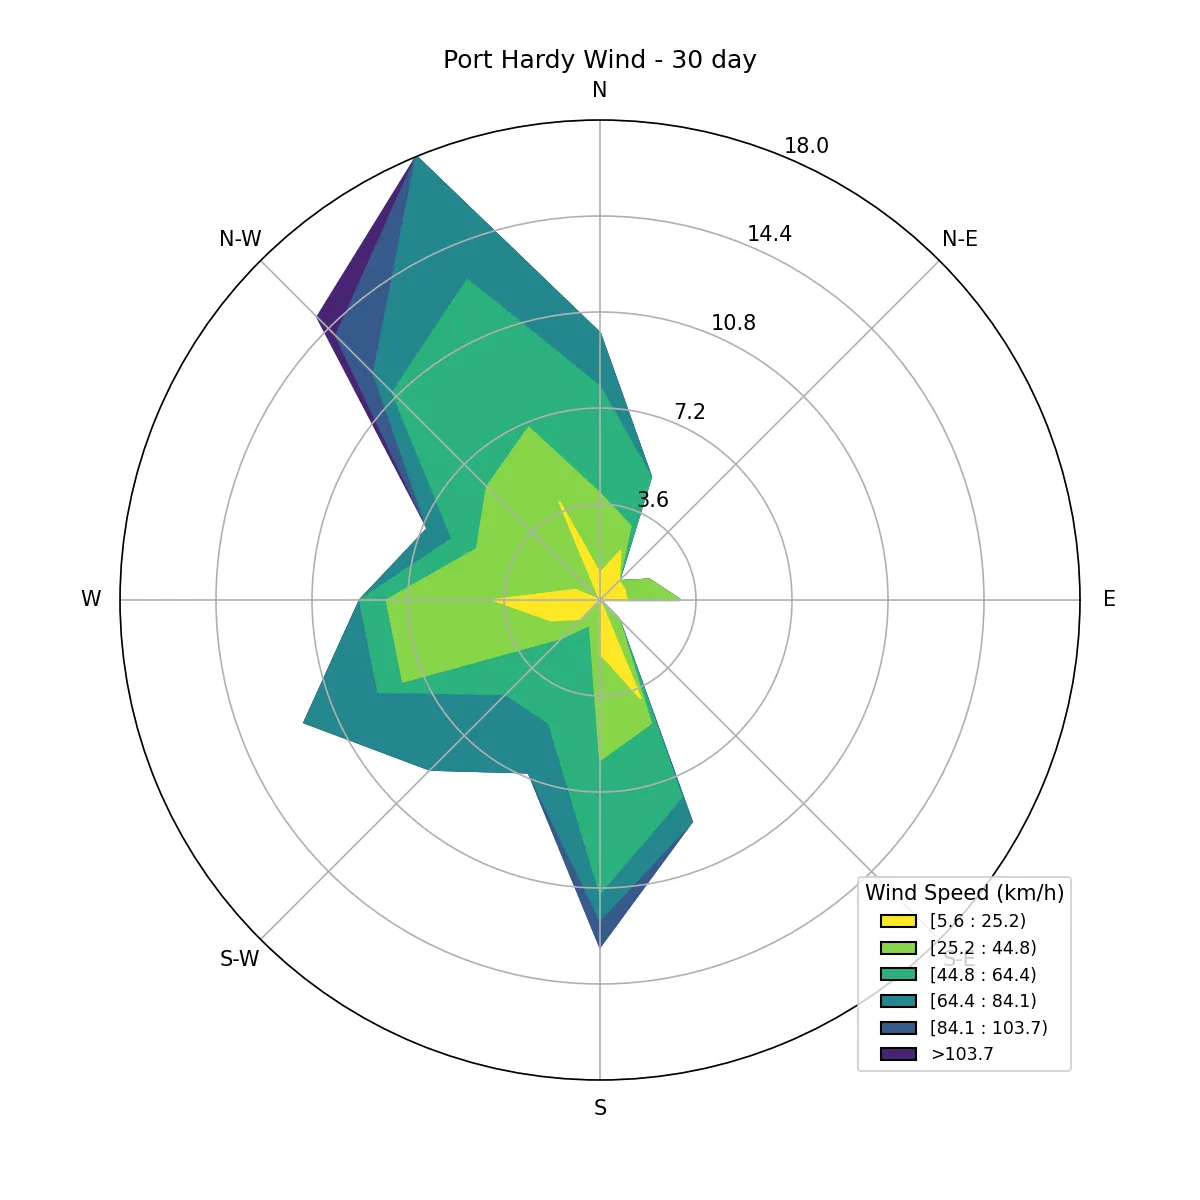 Port Hardy Wind - 30 day
N
18.0
14.4
N-W
N-E
10.8
7.2
3.6
W
E
Wind Speed (km/h)
[5.6 : 25.2)
[25.2 : 44.8)
S-W
S-E
[44.8 : 64.4)
[64.4 : 84.1)
[84.1 : 103.7)
>103.7
S